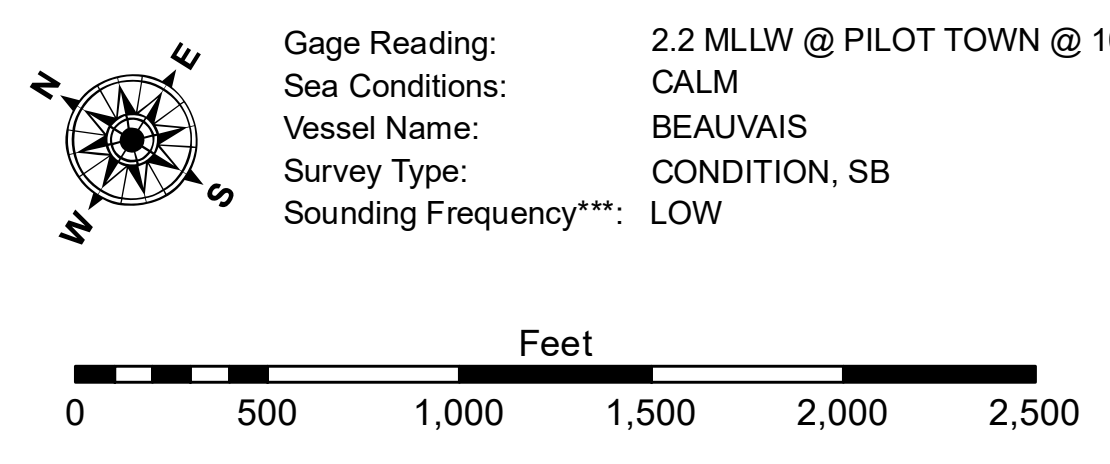 N
E
S
W
Gage Reading: 2.2 MLLW @ PILOT TOWN @
Sea Conditions: CALM
Vessel Name: BEAUVAIS
Survey Type: CONDITION, SB
Sounding Frequency***: LOW
Feet
0 500 1,000 1,500 2,000 2,500